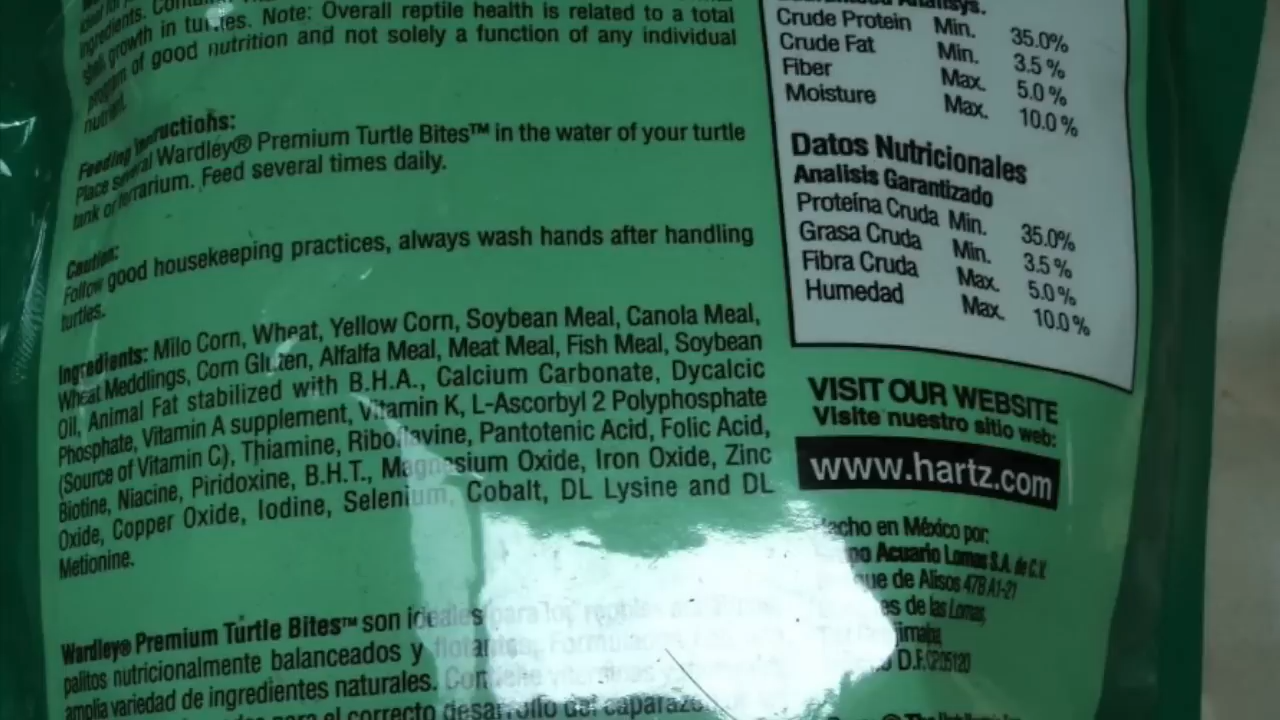 ingredients.
shell growth in turtles. Note: Overall reptile health is related to a total
program of good nutrition and not solely a function of any individual
nutrient.
Feeding Instructions:
Place several Wardley® Premium Turtle Bites™ in the water of your turtle
tank or terrarium. Feed several times daily.
Caution:
Follow good housekeeping practices, always wash hands after handling
turtles.
Ingredients: Milo Corn, Wheat, Yellow Corn, Soybean Meal, Canola Meal,
Wheat Meddlings, Corn Gluten, Alfalfa Meal, Meat Meal, Fish Meal, Soybean
Oil, Animal Fat stabilized with B.H.A., Calcium Carbonate, Dycalcic
Phosphate, Vitamin A supplement, Vitamin K, L-Ascorbyl 2 Polyphosphate
(Source of Vitamin C), Thiamine, Riboflavine, Pantotenic Acid, Folic Acid,
Biotine, Niacine, Piridoxine, B.H.T., Magnesium Oxide, Iron Oxide, Zinc
Oxide, Copper Oxide, Iodine, Selenium, Cobalt, DL Lysine and DL
Metionine.
Wardley® Premium Turtle Bites™ son ideales para los
palitos nutricionalmente balanceados y flotantes.
amplia variedad de ingredientes naturales. Contiene vitaminas y
el correcto desarrollo del caparazón
Crude Protein Min. 35.0%
Crude Fat Min. 3.5%
Fiber Max. 5.0%
Moisture Max. 10.0%
Datos Nutricionales
Analisis Garantizado
Proteína Cruda Min. 35.0%
Grasa Cruda Min. 3.5%
Fibra Cruda Max. 5.0%
Humedad Max. 10.0%
VISIT OUR WEBSITE
Visite nuestro sitio web:
www.hartz.com
Hecho en México por:
Acuario Lomas S.A. de C.V.
de Alisos 47B A1-21
de las Lomas,
D.F. CP.05120